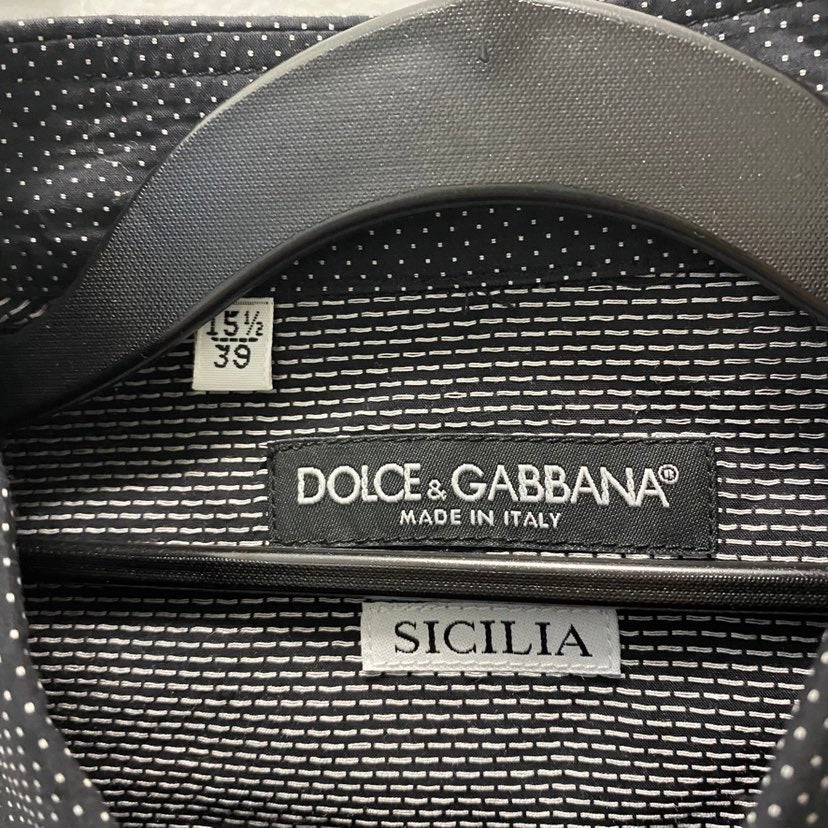 15½
39
DOLCE & GABBANA®
MADE IN ITALY
SICILIA